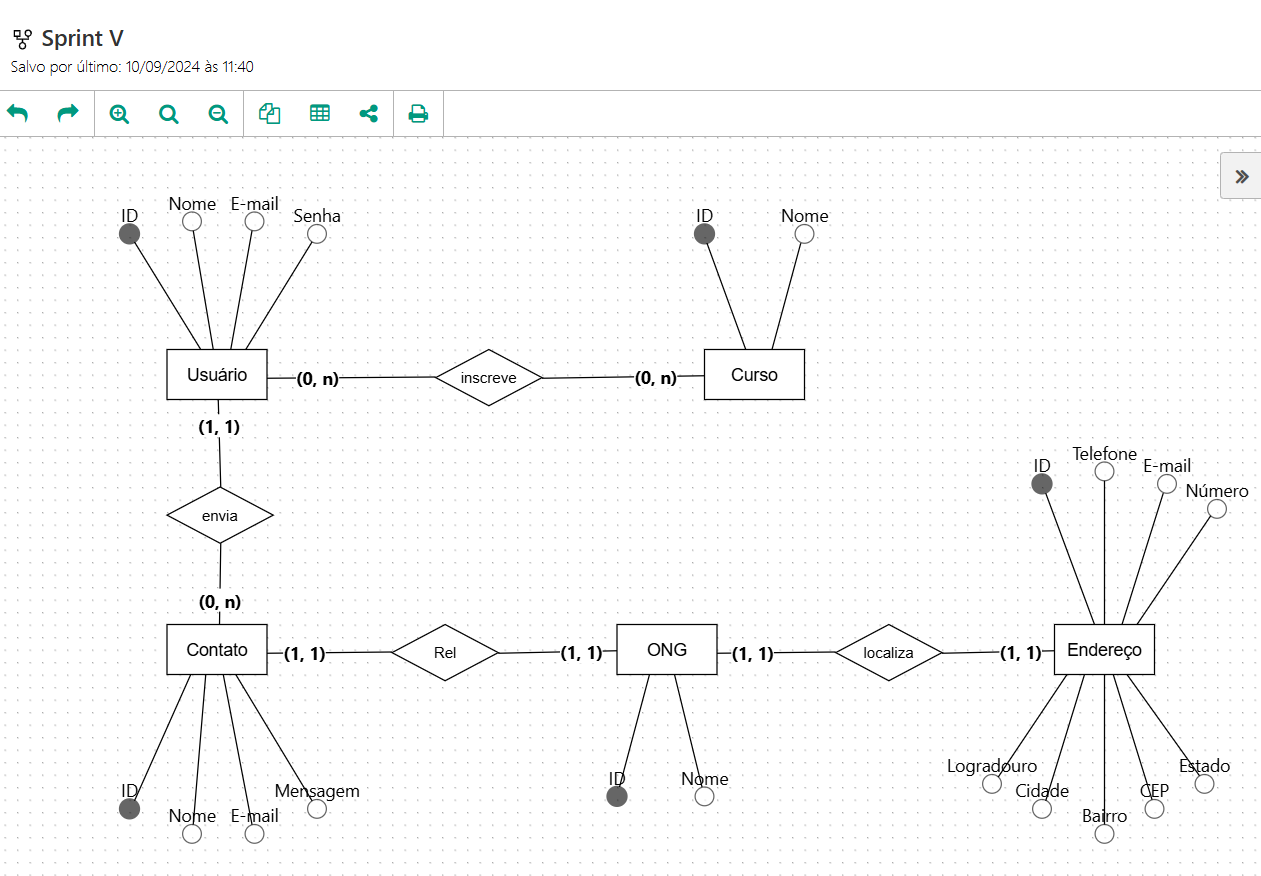 Sprint V
Salvo por último: 10/09/2024 às 11:40
ID
Nome
E-mail
Senha
ID
Nome
Usuário
(0, n)
inscreve
(0, n)
Curso
(1, 1)
envia
(0, n)
ID
Telefone
E-mail
Número
Contato
(1, 1)
Rel
(1, 1)
ONG
(1, 1)
localiza
(1, 1)
Endereço
ID
Nome
E-mail
Mensagem
ID
Nome
Logradouro
Cidade
Bairro
CEP
Estado